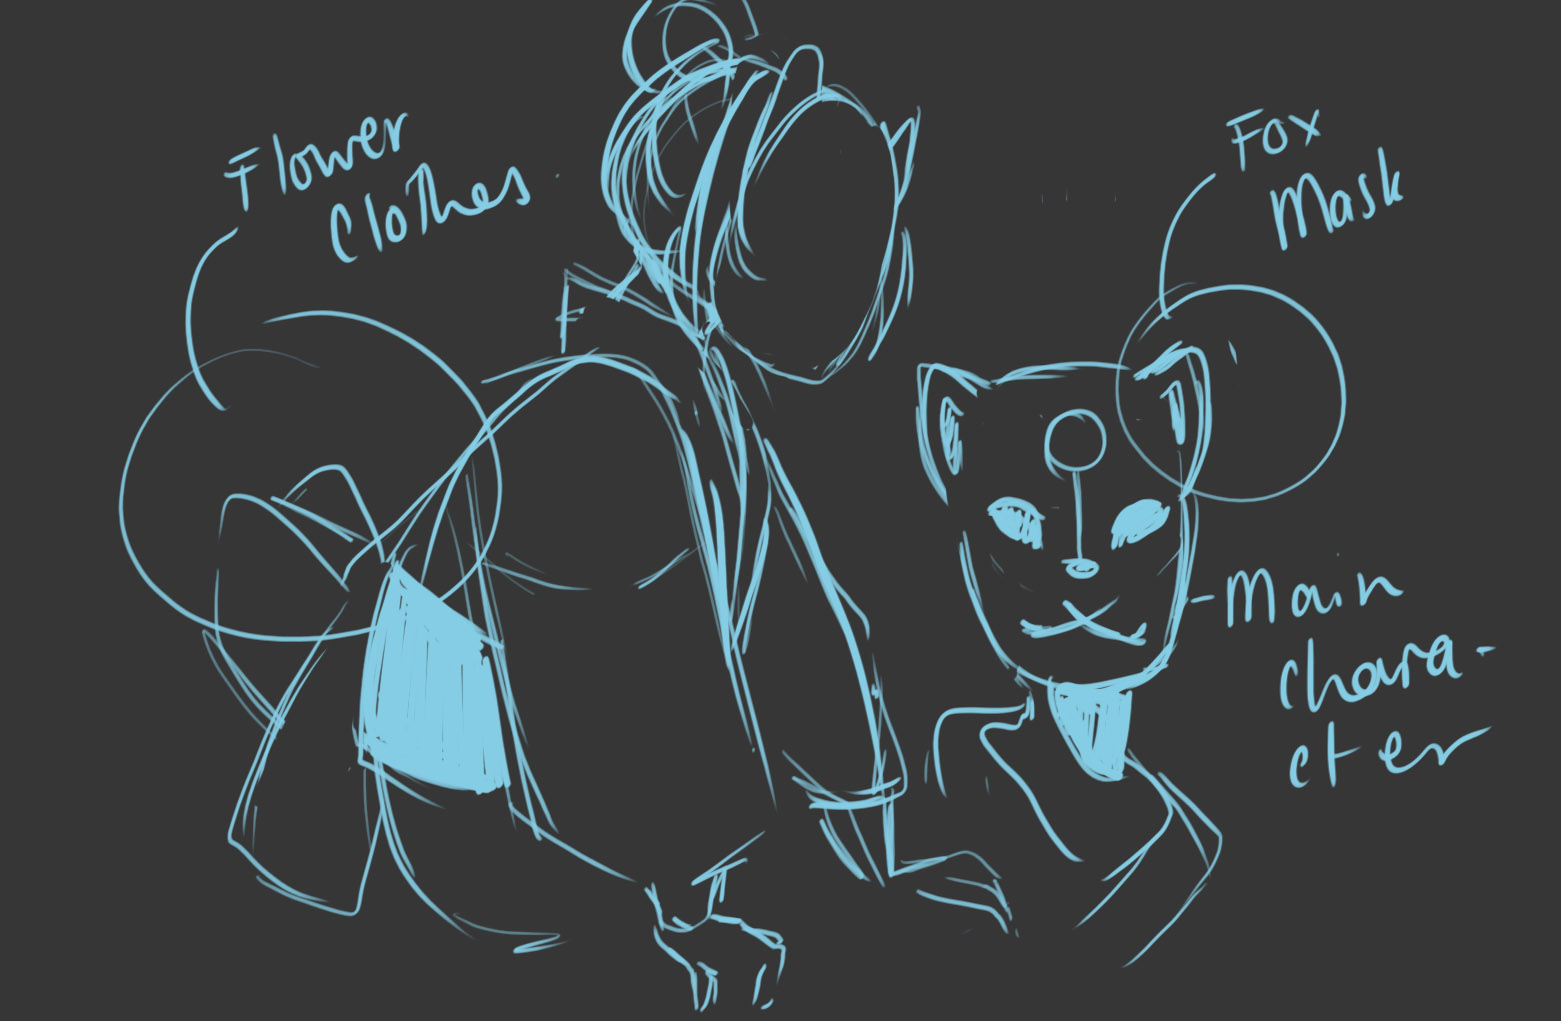 Flower
Clothes
Fox
Mask
- Main
Chara -
cter